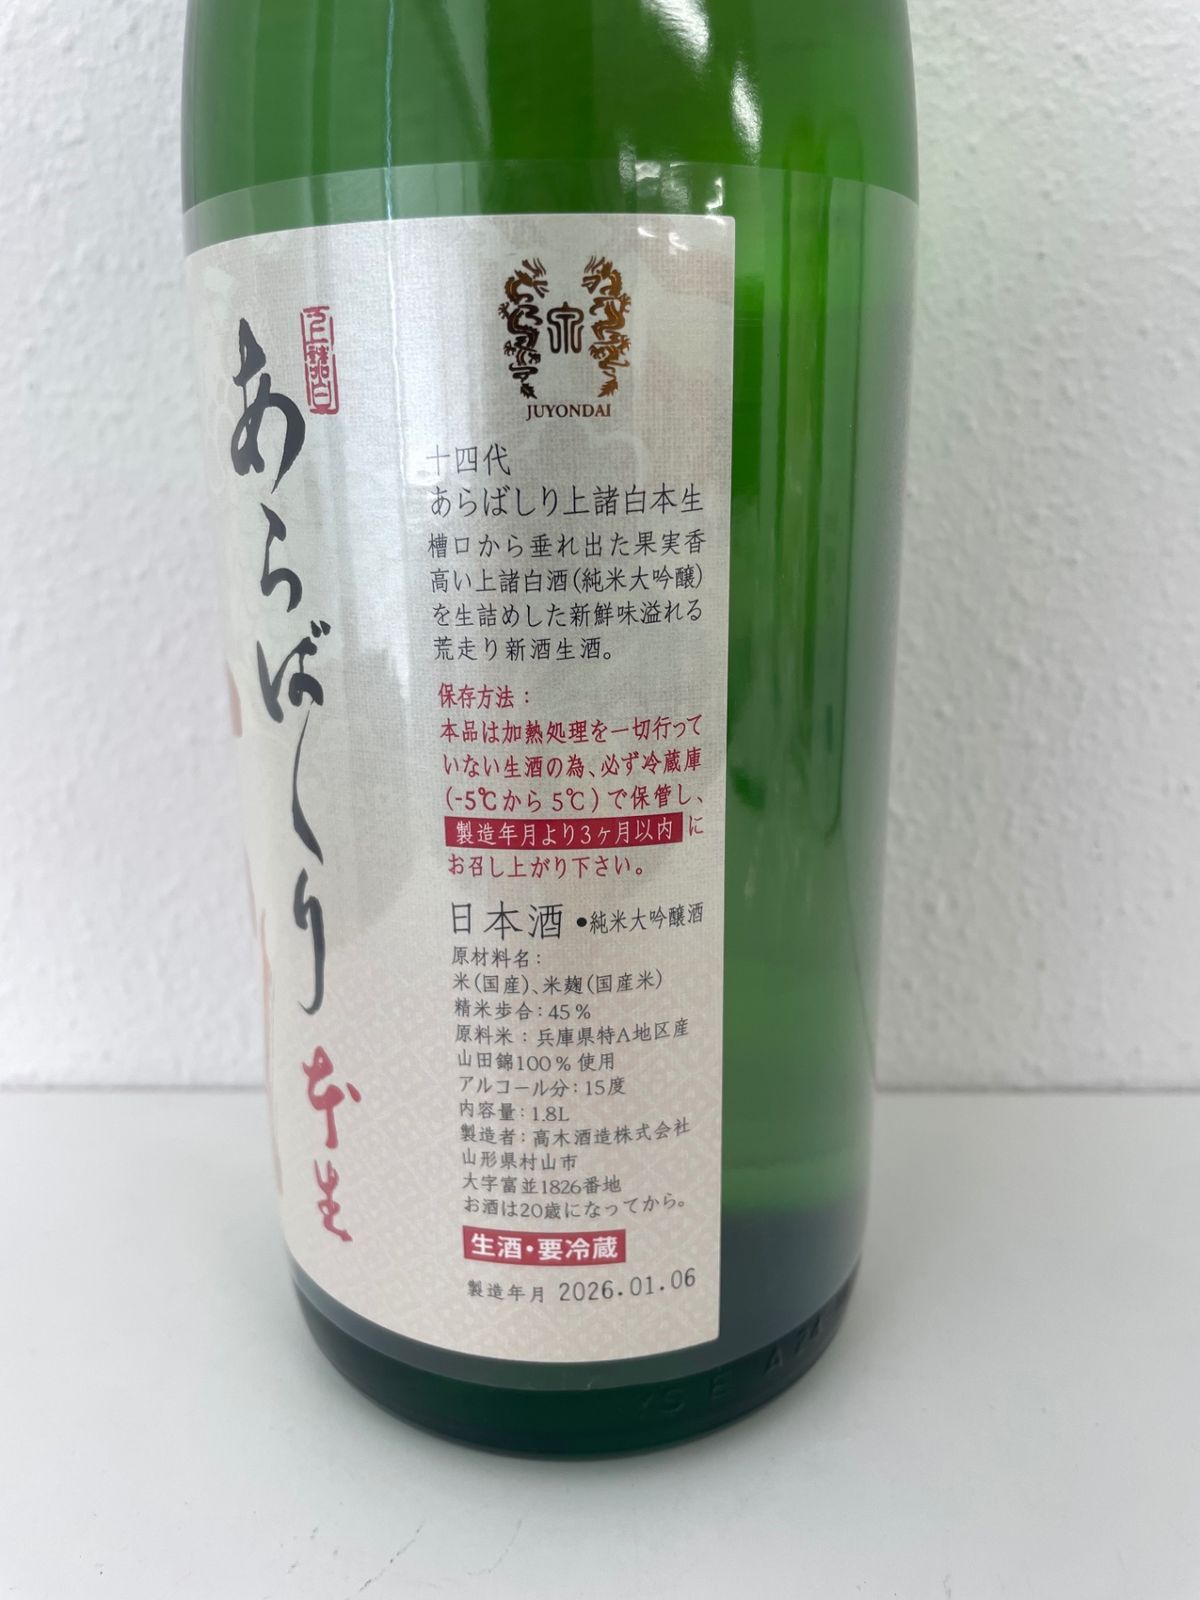 あらばしり
本生
JUYONDAI
十四代
あらばしり上諸白本生
槽口から垂れ出た果実香
高い上諸白酒(純米大吟醸)
を生詰めした新鮮味溢れる
荒走り新酒生酒。
保存方法:
本品は加熱処理を一切行って
いない生酒の為、必ず冷蔵庫
(-5℃から5℃)で保管し、
製造年月より3ヶ月以内に
お召し上がり下さい。
日本酒 •純米大吟醸酒
原材料名:
米(国産)、米麹(国産米)
精米歩合:45%
原料米:兵庫県特A地区産
山田錦100%使用
アルコール分:15度
内容量:1.8L
製造者:高木酒造株式会社
山形県村山市
大字富並1826番地
お酒は20歳になってから。
生酒・要冷蔵
製造年月 2026.01.06